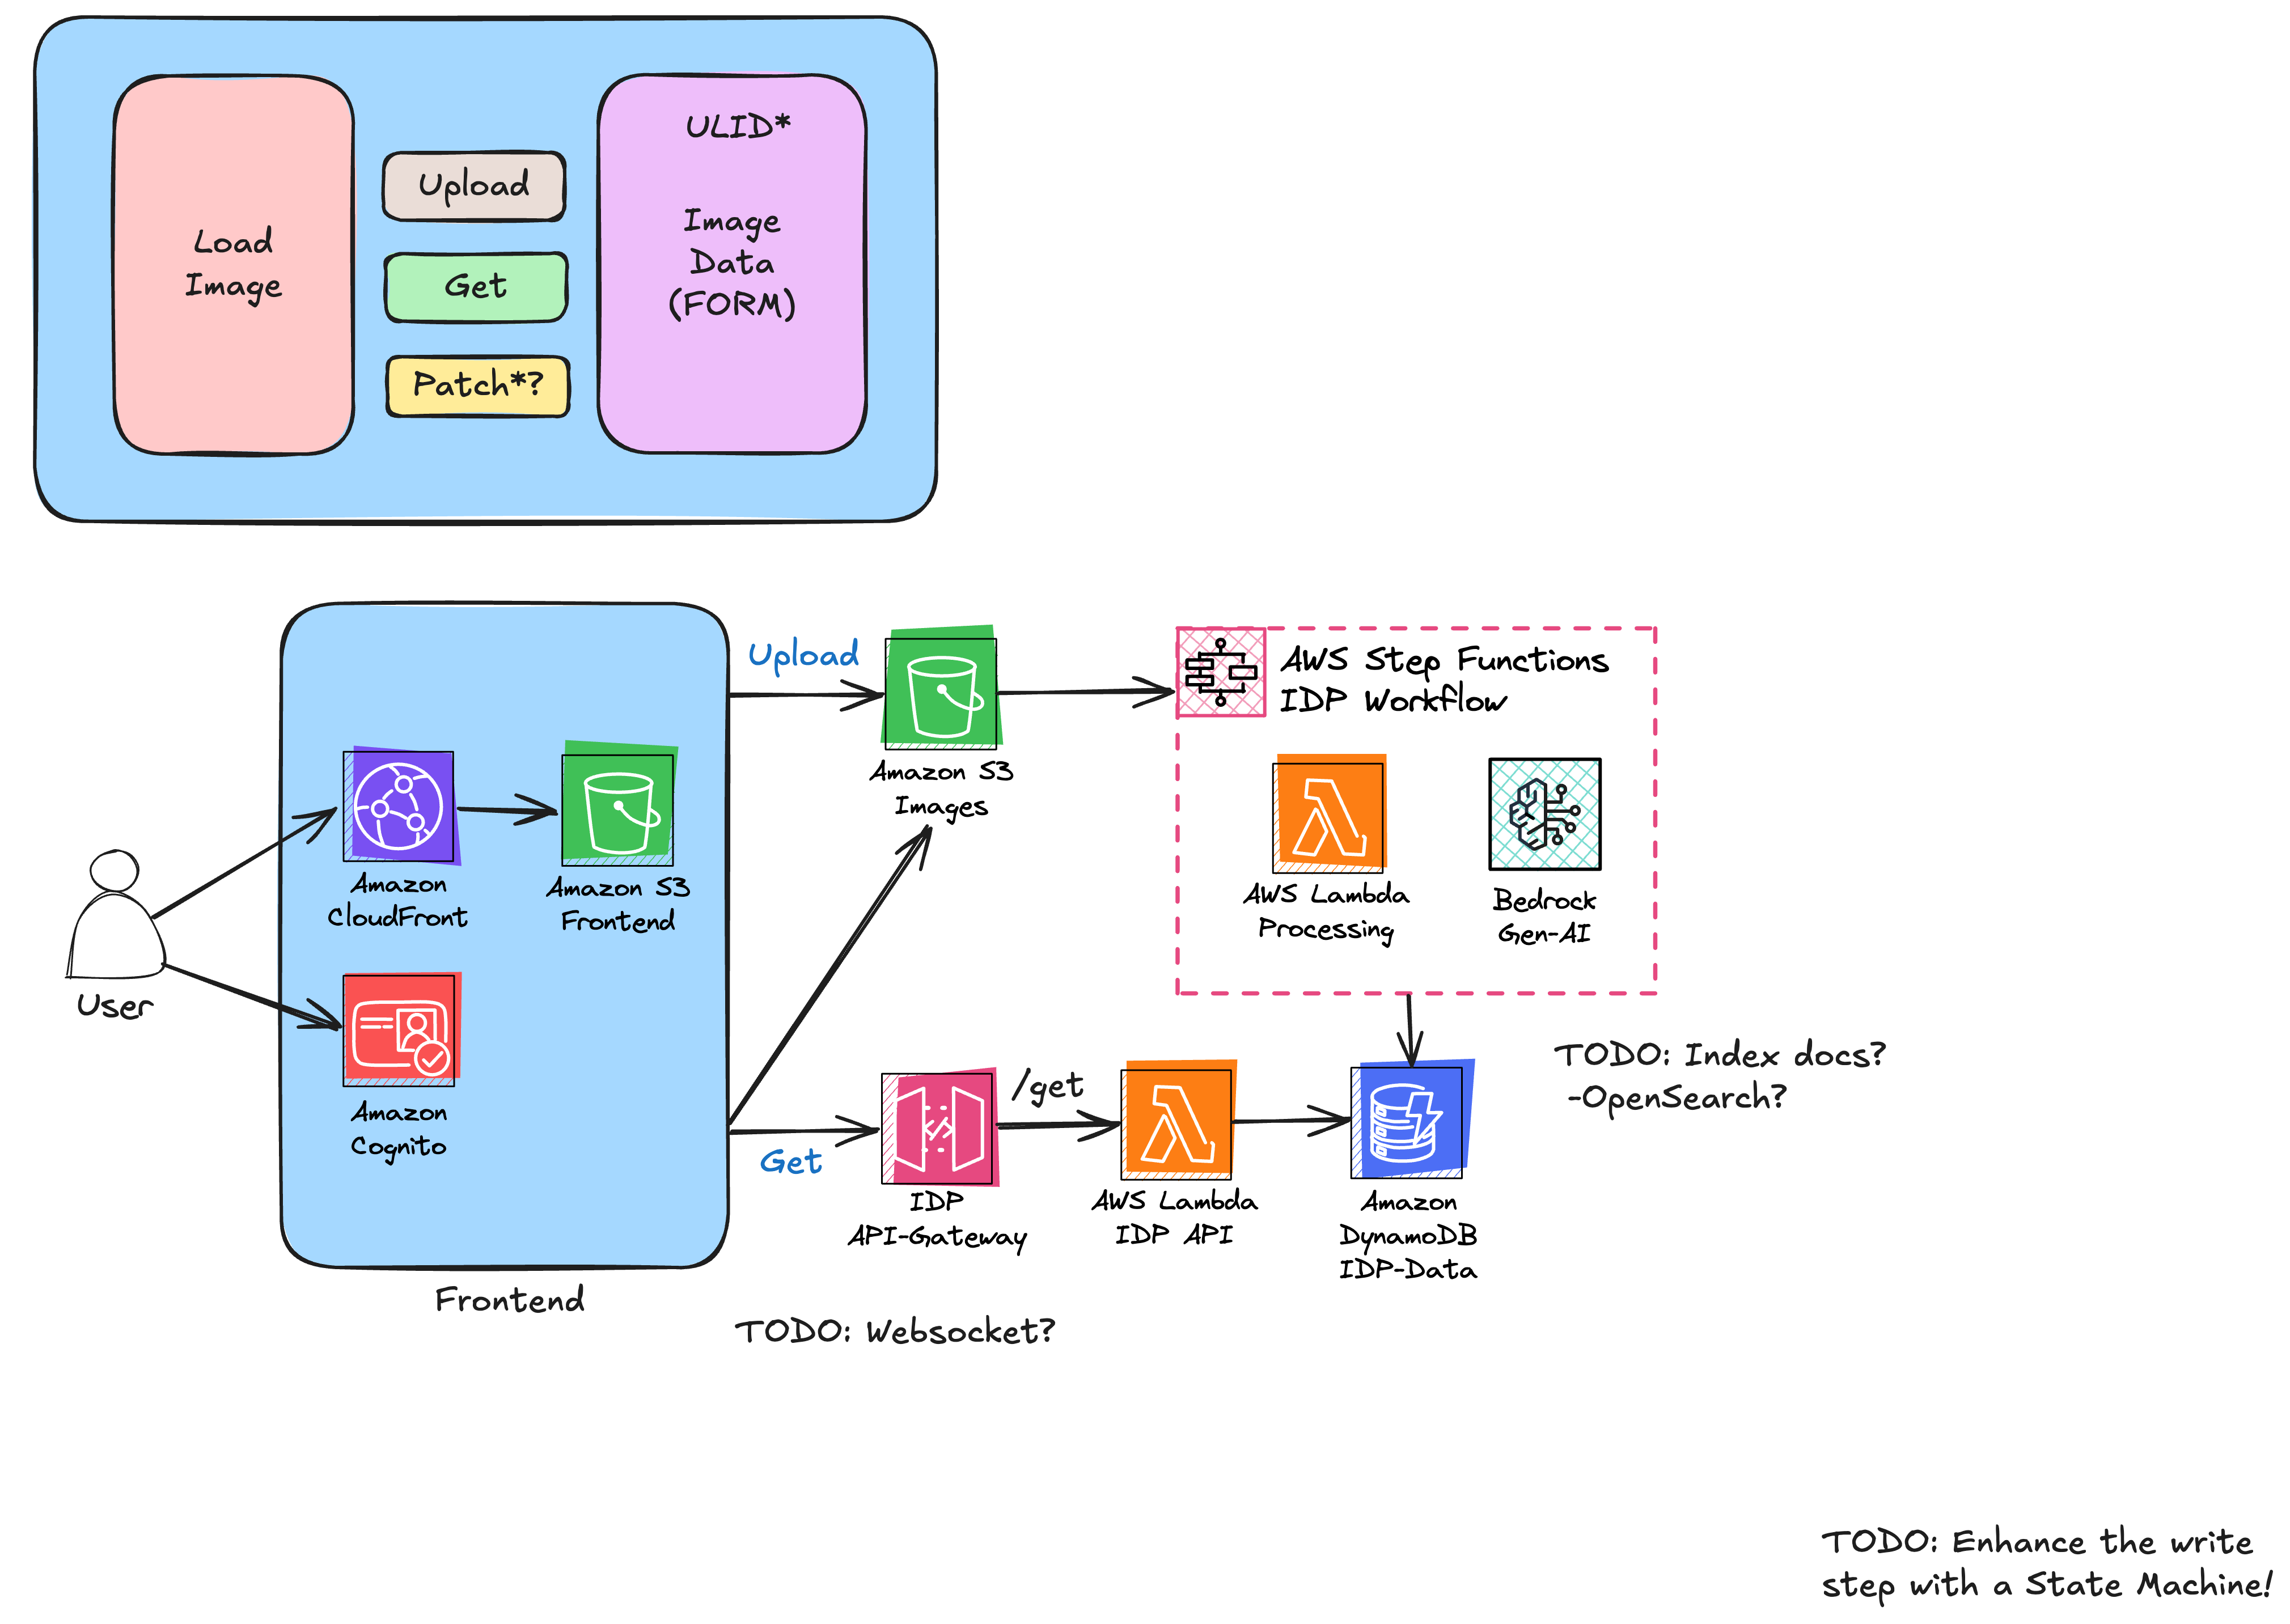 Load
Image
Upload
Get
Patch*?
ULID*
Image
Data
(FORM)
User
Amazon
CloudFront
Amazon S3
Frontend
Amazon
Cognito
Frontend
Upload
Get
Amazon S3
Images
AWS Step Functions
IDP Workflow
AWS Lambda
Processing
Bedrock
Gen-AI
IDP
API-Gateway
/get
AWS Lambda
IDP API
Amazon
DynamoDB
IDP-Data
TODO: Index docs?
-OpenSearch?
TODO: Websocket?
TODO: Enhance the write
step with a State Machine!